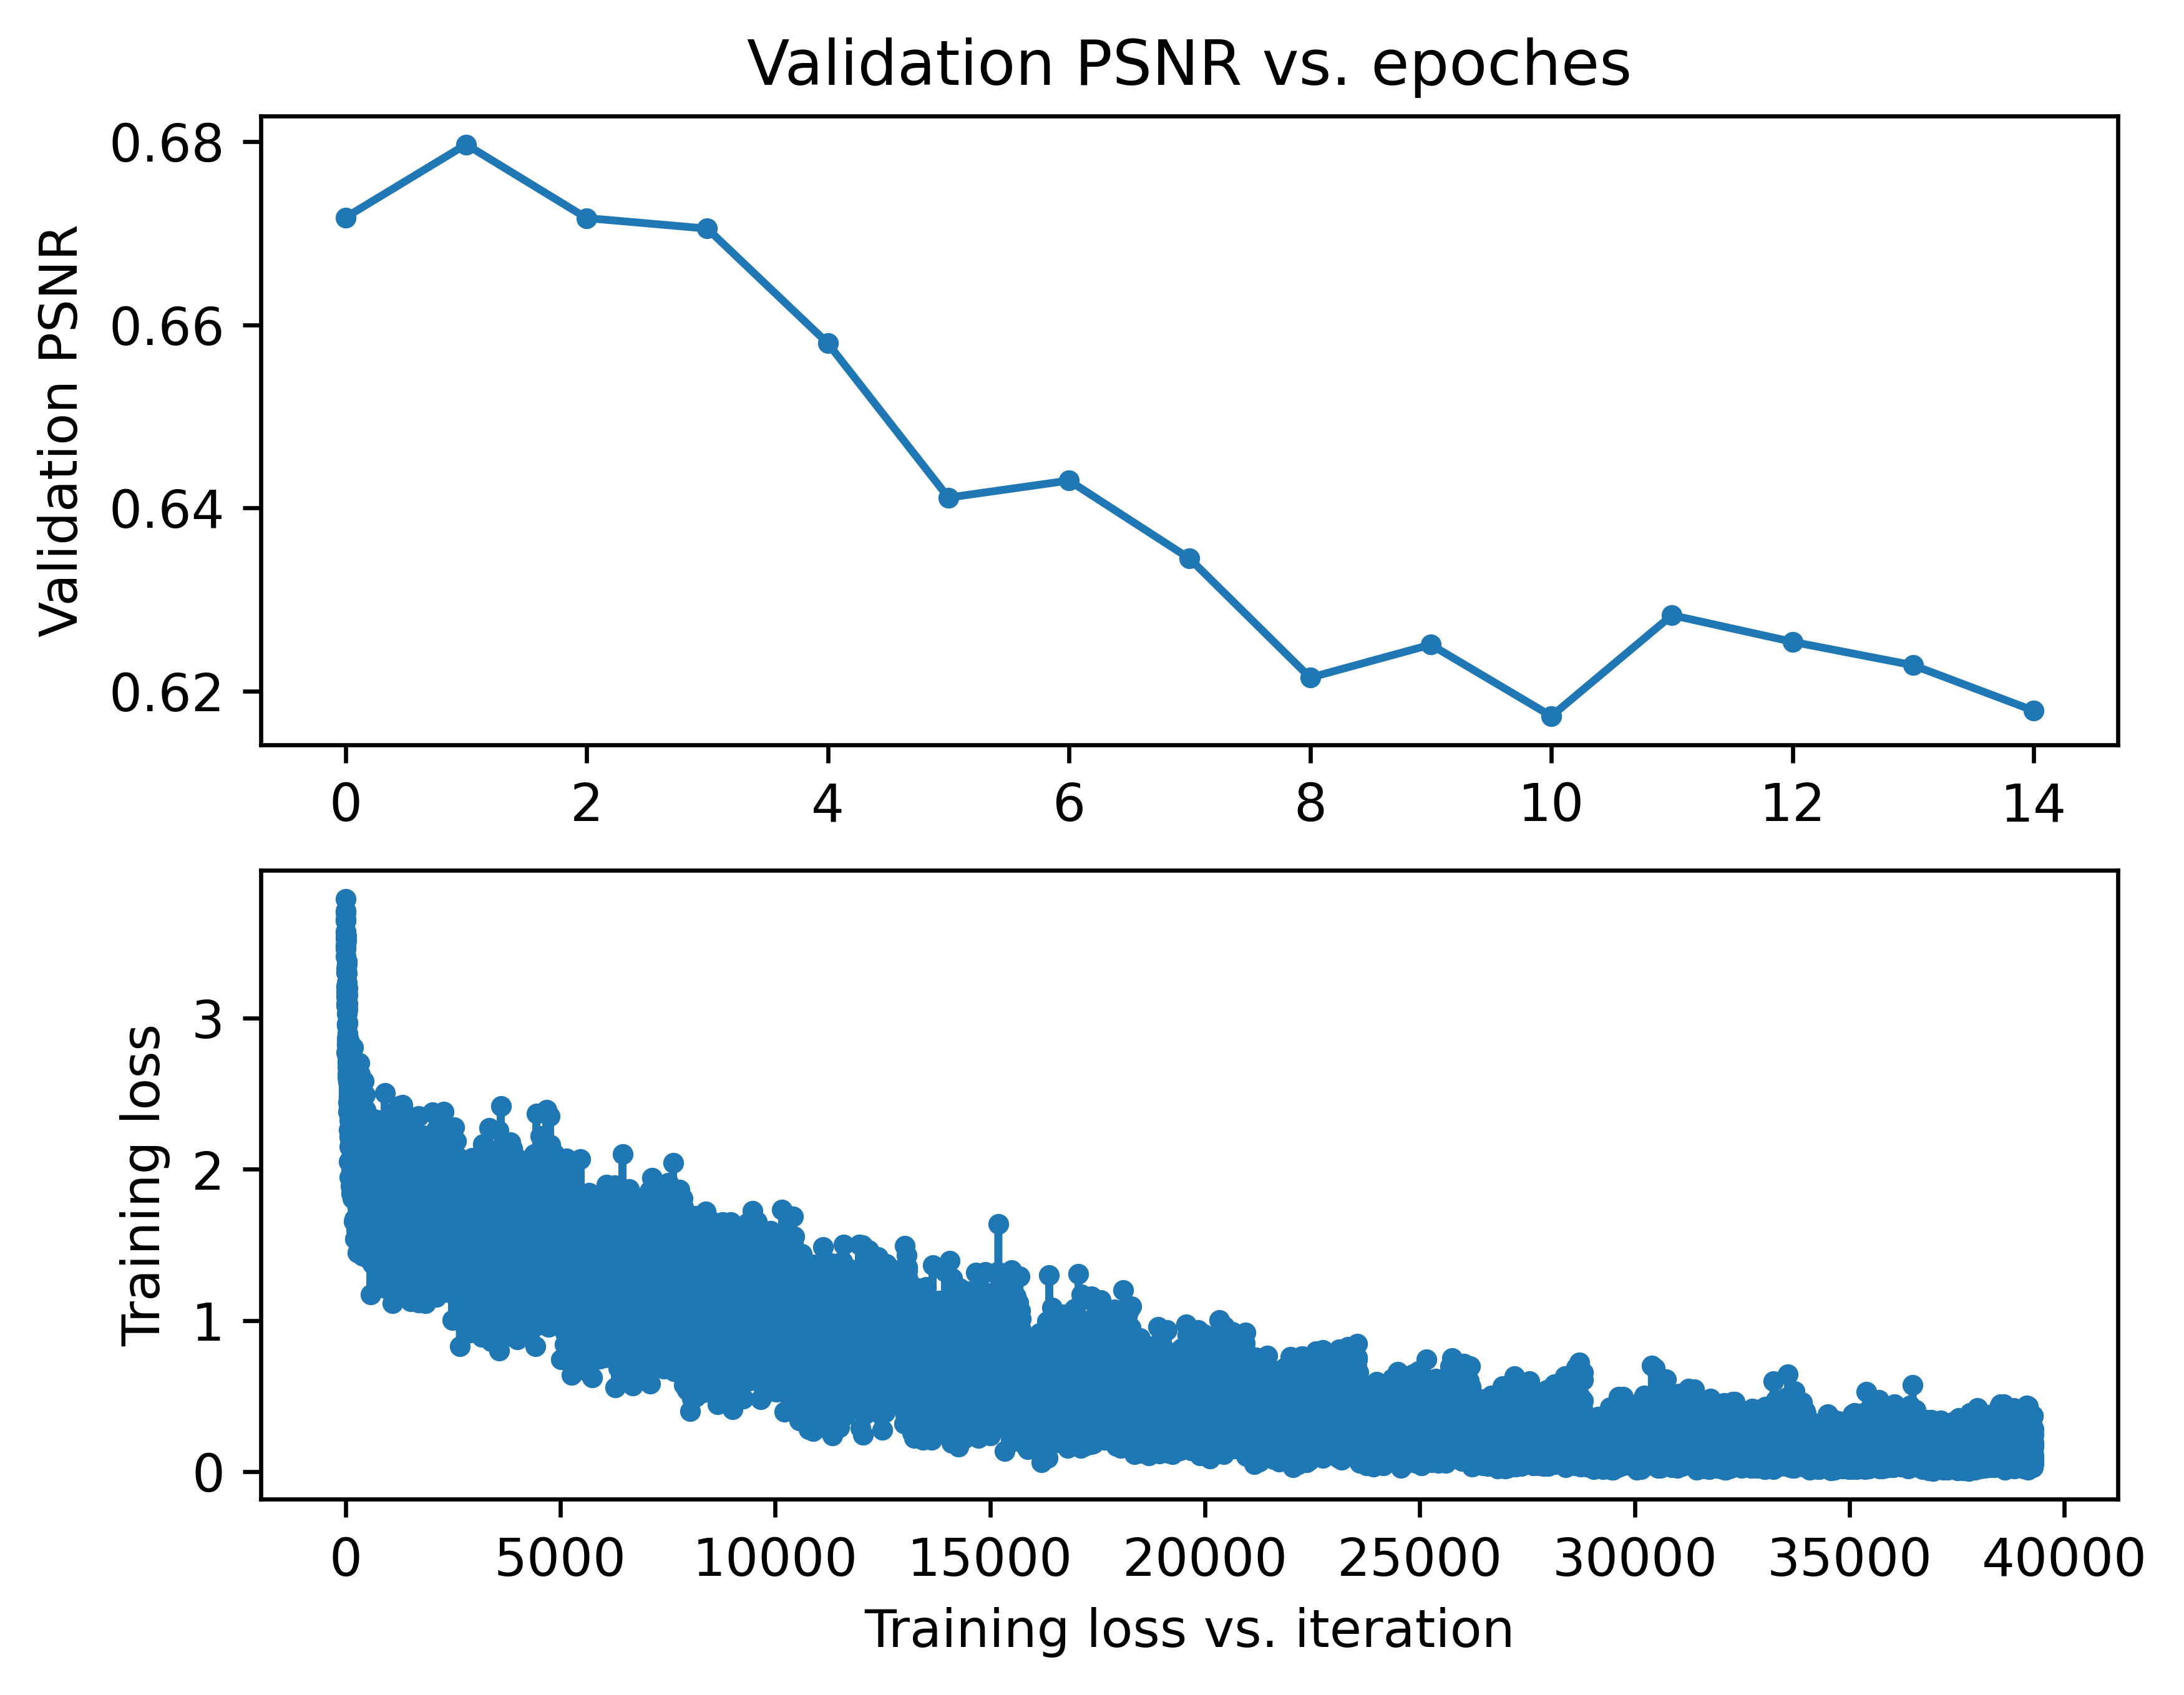 Validation PSNR vs. epoches
Validation PSNR
0.68
0.66
0.64
0.62
0 2 4 6 8 10 12 14
Training loss
3
2
1
0
0 5000 10000 15000 20000 25000 30000 35000 40000
Training loss vs. iteration